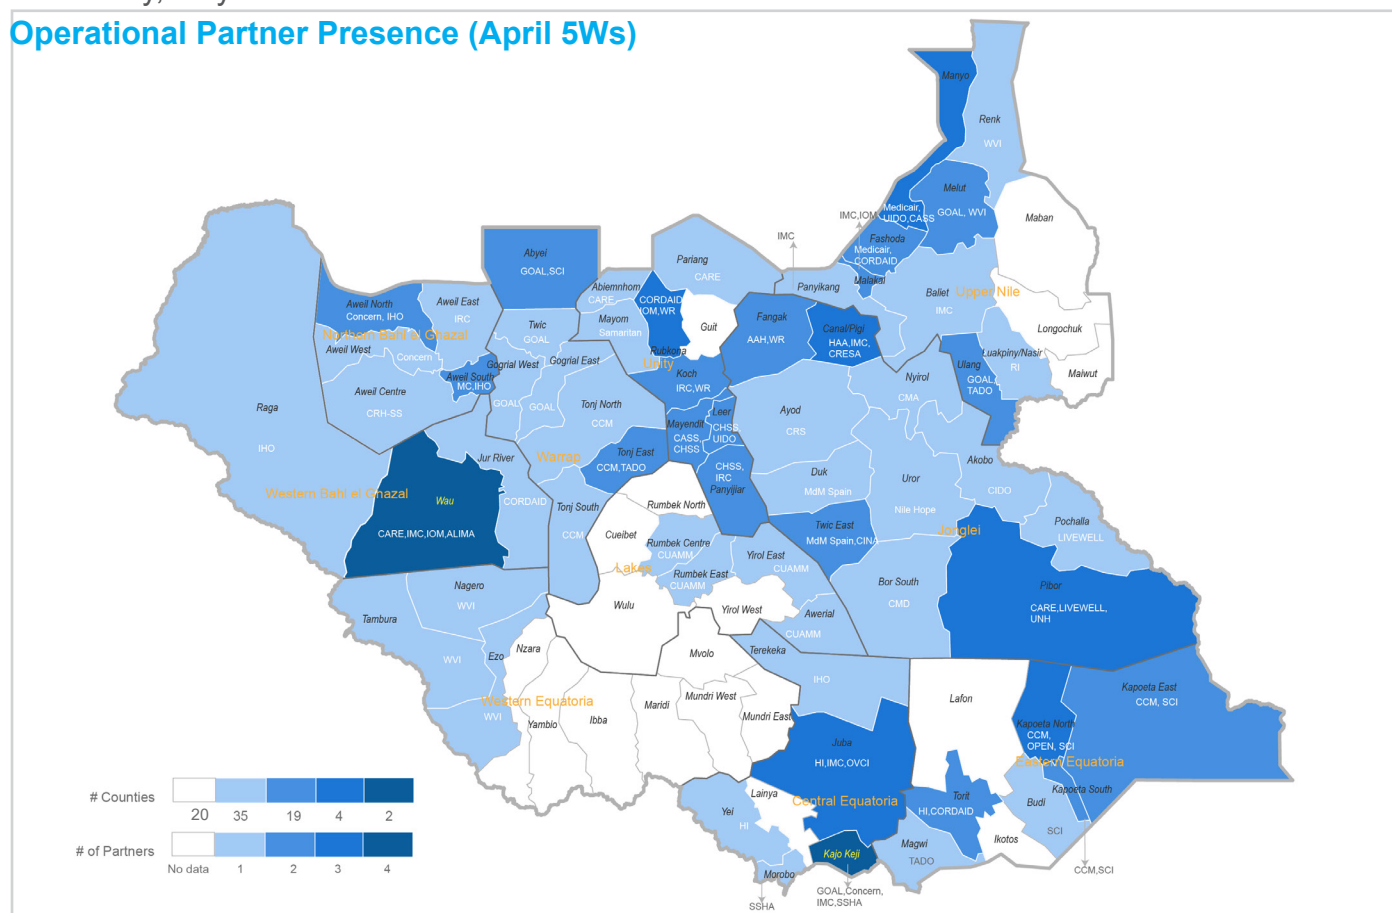 Operational Partner Presence (April 5Ws)
Manyo
Renk
WVI
Melut
GOAL, WVI
Medicair,
UIDO,CASS
IMC,IOM
Fashoda
Medicair,
CORDAID
Maban
IMC
Abyei
GOAL,SCI
Pariang
CARE
Abiemnhom
CARE
Panyikang
Malakal
Baliet
IMC
Upper Nile
Aweil North
Concern, IHO
Aweil East
IRC
Northern Bahl el Ghazal
CORDAID,
IOM,WR
Rubkona
Mayom
Samaritan
Guit
Fangak
AAH,WR
Canal/Pigi
HAA,IMC,
CRESA
Longochuk
Twic
GOAL
Aweil West
Concern
Unity
Luakpiny/Nasir
RI
Maiwut
Gogrial West
GOAL
Gogrial East
GOAL
Aweil South
MC,IHO
Koch
IRC,WR
Ulang
GOAL,
TADO
Nyirol
CMA
Aweil Centre
CRH-SS
Tonj North
CCM
Raga
IHO
Mayendit
CASS,
CHSS
Leer
CHSS,
UIDO
Ayod
CRS
Warrap
Tonj East
CCM,TADO
Jur River
CORDAID
CHSS,
IRC
Panyijiar
Duk
MdM Spain
Uror
Nile Hope
Akobo
CIDO
Western Bahl el Ghazal
Wau
CARE,IMC,IOM,ALIMA
Tonj South
CCM
Rumbek North
Cueibet
Rumbek Centre
CUAMM
Twic East
MdM Spain,CINA
Jonglei
Pochalla
LIVEWELL
Yirol East
CUAMM
Lakes
Rumbek East
CUAMM
Nagero
WVI
Bor South
CMD
Pibor
CARE,LIVEWELL,
UNH
Wulu
Yirol West
Awerial
CUAMM
Tambura
WVI
Ezo
WVI
Nzara
Mvolo
Terekeka
IHO
Western Equatoria
Yambio
Ibba
Maridi
Mundri West
Mundri East
Lafon
Kapoeta East
CCM, SCI
Kapoeta North
CCM,
OPEN, SCI
Juba
HI,IMC,OVCI
Eastern Equatoria
Kapoeta South
Lainya
Central Equatoria
Torit
HI,CORDAID
Budi
SCI
Yei
HI
Kajo Keji
Magwi
TADO
Ikotos
Morobo
CCM,SCI
SSHA
GOAL,Concern,
IMC,SSHA
# Counties
20 35 19 4 2
# of Partners
No data 1 2 3 4